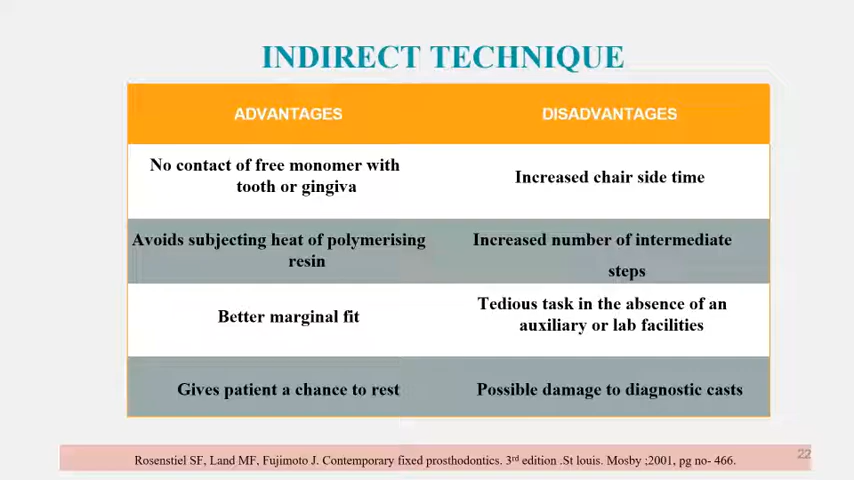 INDIRECT TECHNIQUE
ADVANTAGES
DISADVANTAGES
No contact of free monomer with
tooth or gingiva
Increased chair side time
Avoids subjecting heat of polymerising
resin
Increased number of intermediate
steps
Better marginal fit
Tedious task in the absence of an
auxiliary or lab facilities
Gives patient a chance to rest
Possible damage to diagnostic casts
22
Rosenstiel SF, Land MF, Fujimoto J. Contemporary fixed prosthodontics. 3rd edition .St louis. Mosby ;2001, pg no- 466.